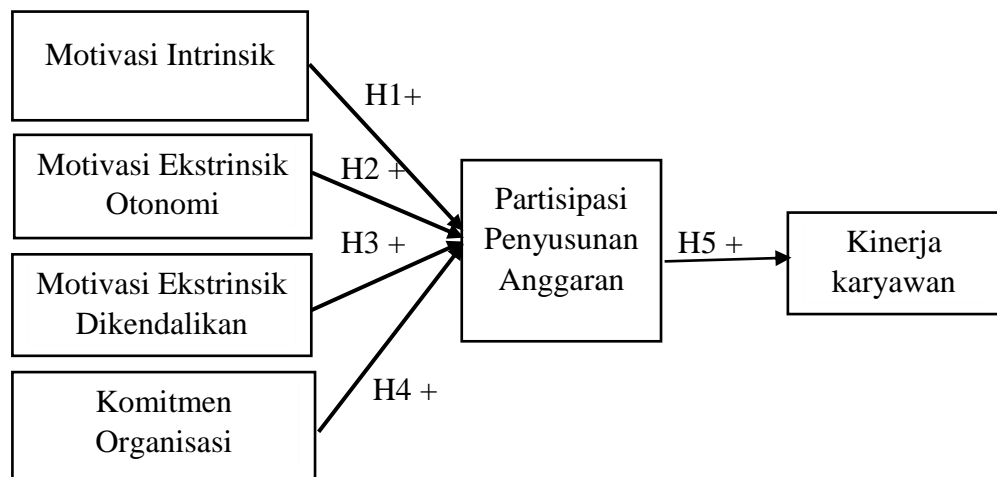 Motivasi Intrinsik
H1+
Motivasi Ekstrinsik
Otonomi
H2 +
Partisipasi
Penyusunan
Anggaran
H3 +
H5 +
Kinerja
karyawan
Motivasi Ekstrinsik
Dikendalikan
H4 +
Komitmen
Organisasi